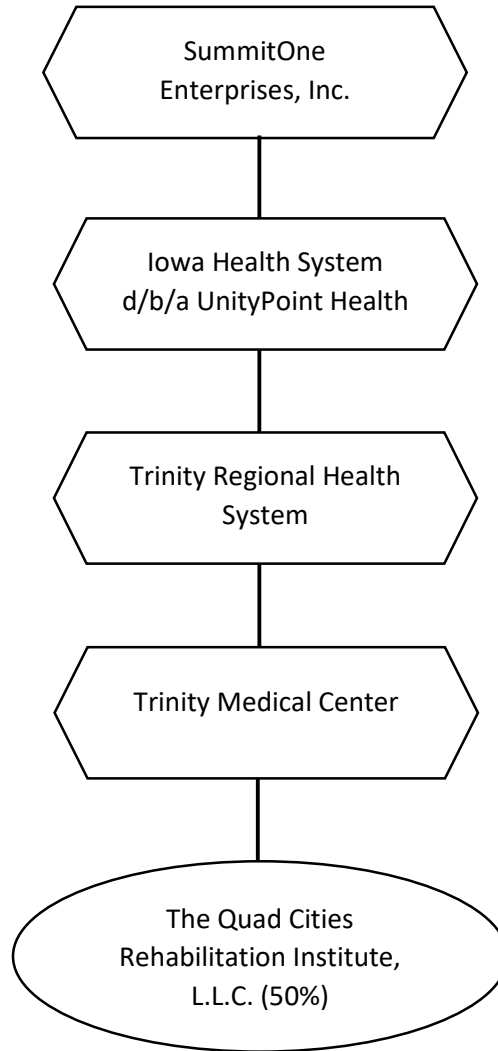 SummitOne
Enterprises, Inc.
Iowa Health System
d/b/a UnityPoint Health
Trinity Regional Health
System
Trinity Medical Center
The Quad Cities
Rehabilitation Institute,
L.L.C. (50%)